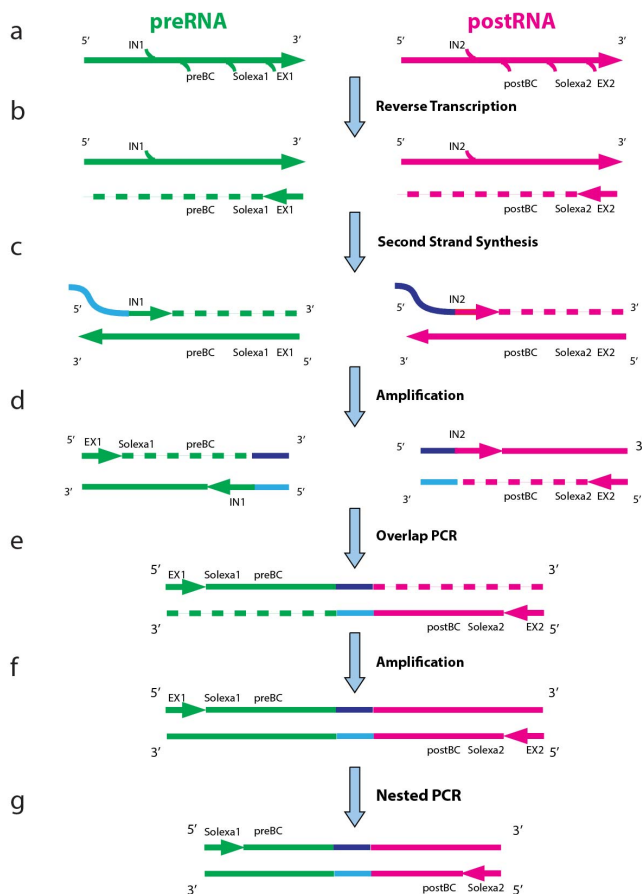 preRNA postRNA
a
5′ IN1 3′ 5′ IN2 3′
preBC Solexa1 EX1 postBC Solexa2 EX2
Reverse Transcription
b
5′ IN1 3′ 5′ IN2 3′
preBC Solexa1 EX1 postBC Solexa2 EX2
Second Strand Synthesis
c
5′ IN1 3′ 5′ IN2 3′
3′ preBC Solexa1 EX1 5′ 3′ postBC Solexa2 EX2 5′
Amplification
d
5′ EX1 Solexa1 preBC 3′ 5′ IN2 3
3′ IN1 5′ 3′ postBC Solexa2 EX2 5′
Overlap PCR
e
5′ EX1 Solexa1 preBC 3′
3′ postBC Solexa2 EX2 5′
Amplification
f
5′ EX1 Solexa1 preBC 3′
3′ postBC Solexa2 EX2 5′
Nested PCR
g
5′ Solexa1 preBC 3′
3′ postBC Solexa2 5′